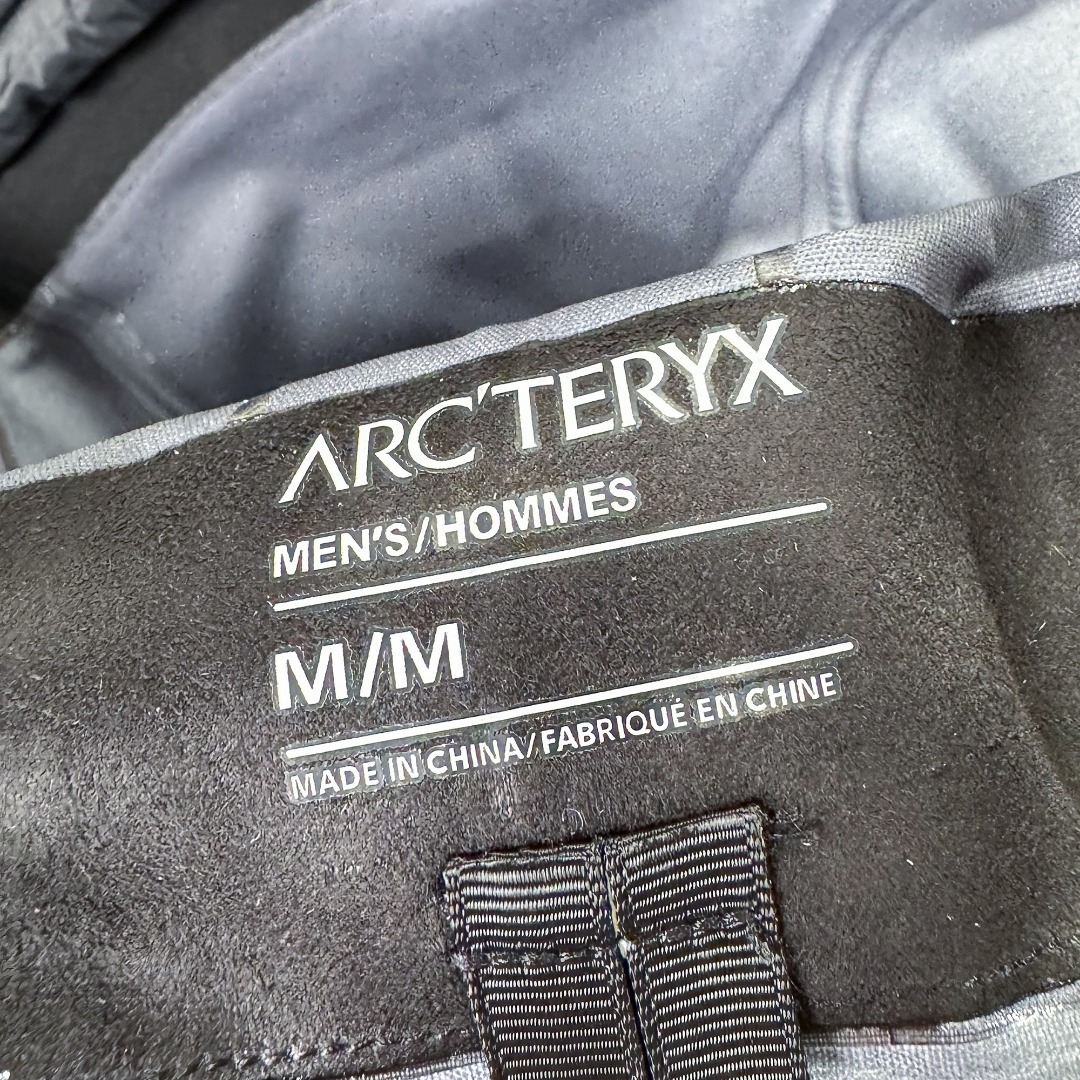 ARC'TERYX
MEN'S/HOMMES
M/M
MADE IN CHINA/FABRIQUÉ EN CHINE